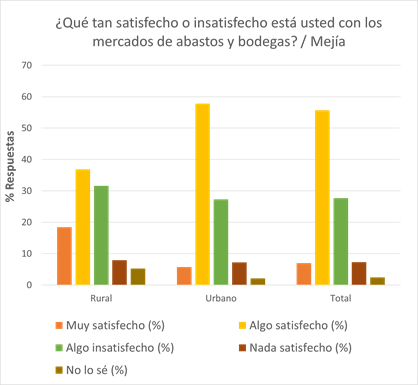 ¿Qué tan satisfecho o insatisfecho está usted con los
mercados de abastos y bodegas? / Mejía
% Respuestas
70
60
50
40
30
20
10
0
Rural
Urbano
Total
Muy satisfecho (%)
Algo satisfecho (%)
Algo insatisfecho (%)
Nada satisfecho (%)
No lo sé (%)